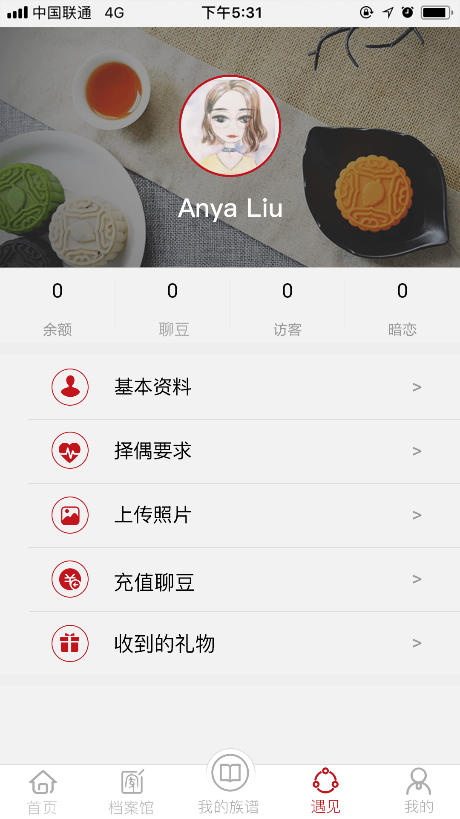 中国联通 4G 下午5:31
Anya Liu
0 0 0 0
余额 聊豆 访客 暗恋
基本资料 >
择偶要求 >
上传照片 >
充值聊豆 >
收到的礼物 >
首页 档案馆 我的族谱 遇见 我的